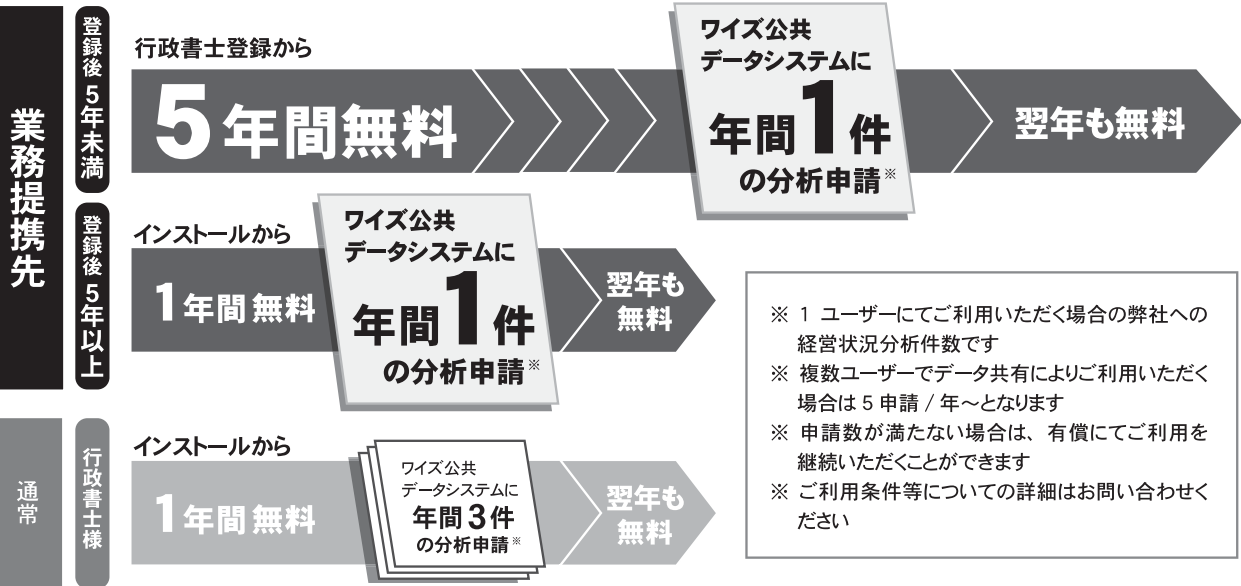 業務提携先
登録後5年未満
行政書士登録から
5年間無料
ワイズ公共
データシステムに
年間1件
の分析申請※
翌年も無料
登録後5年以上
インストールから
1年間無料
ワイズ公共
データシステムに
年間1件
の分析申請※
翌年も
無料
通常
行政書士様
インストールから
1年間無料
ワイズ公共
データシステムに
年間3件
の分析申請※
翌年も
無料
※ 1 ユーザーにてご利用いただく場合の弊社への
経営状況分析件数です
※ 複数ユーザーでデータ共有によりご利用いただく
場合は 5 申請 / 年～となります
※ 申請数が満たない場合は、有償にてご利用を
継続いただくことができます
※ ご利用条件等についての詳細はお問い合わせく
ださい